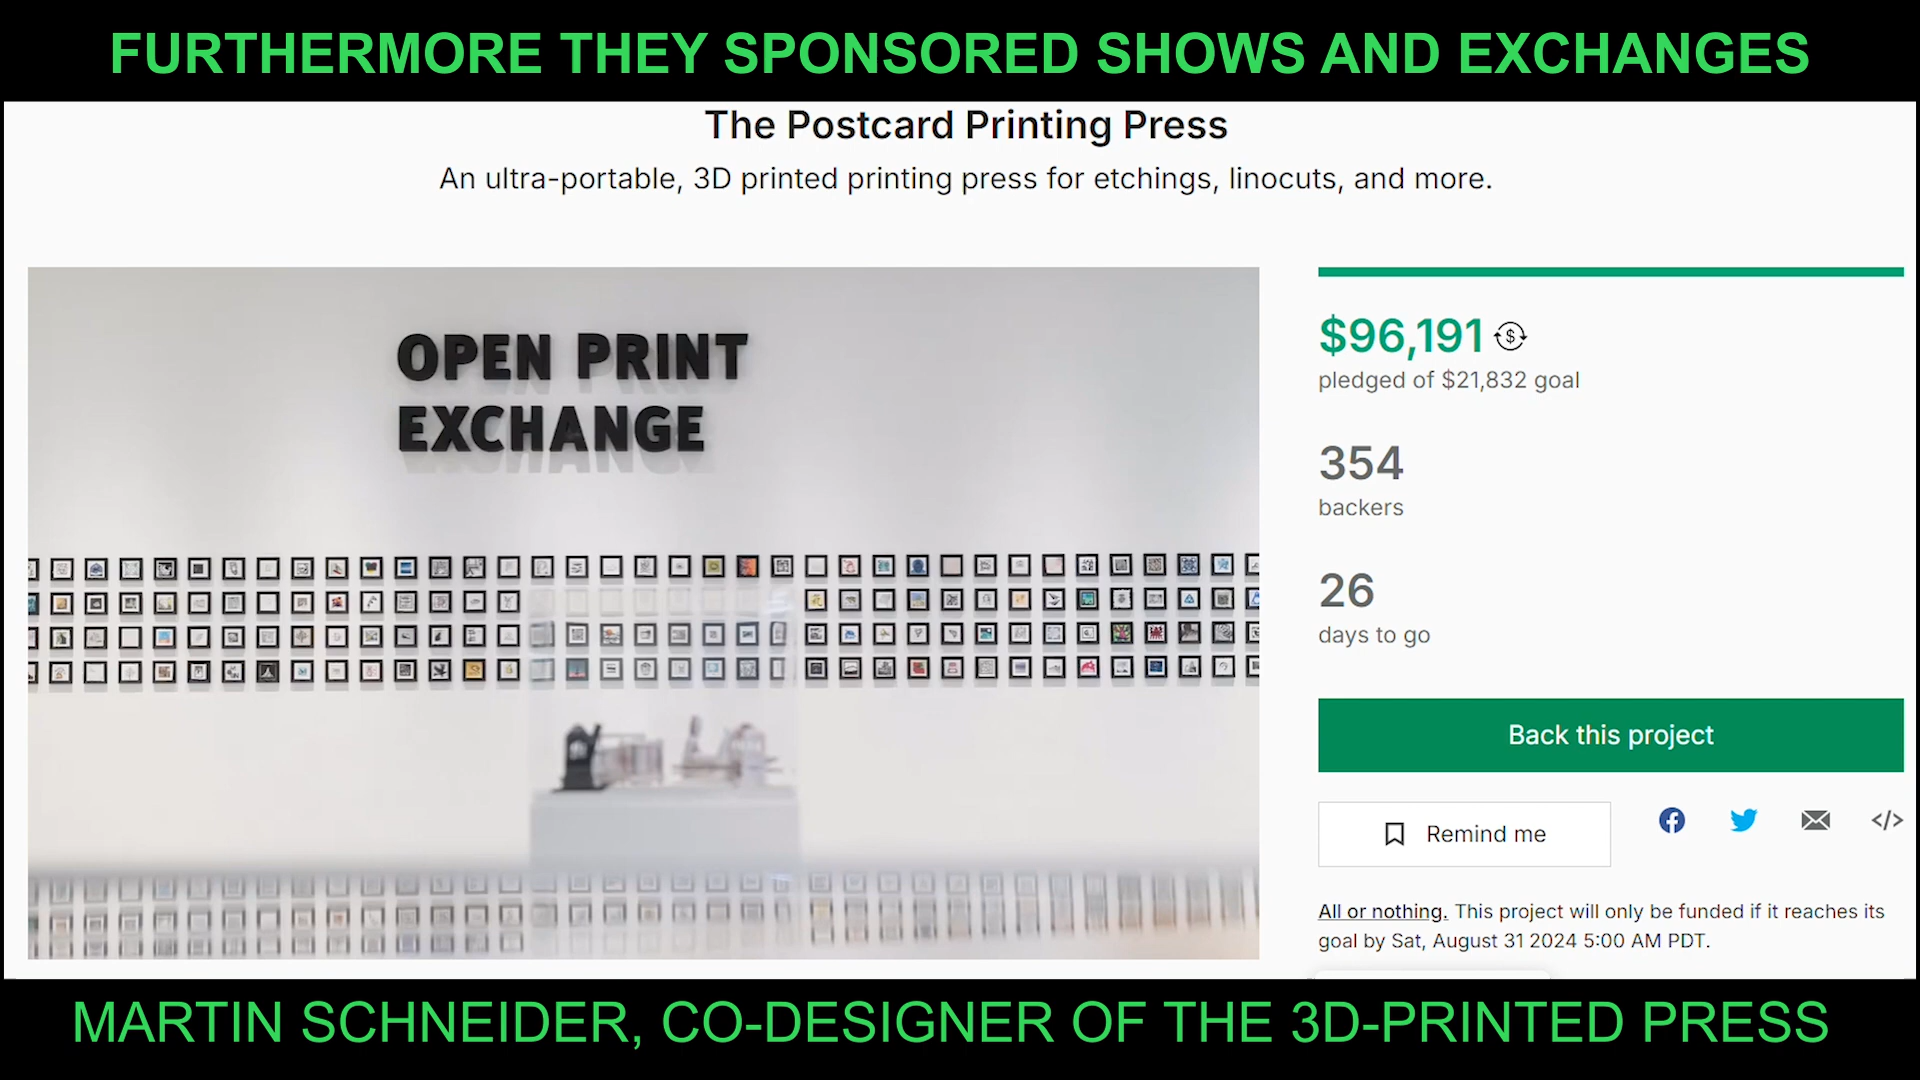 FURTHERMORE THEY SPONSORED SHOWS AND EXCHANGES
The Postcard Printing Press
An ultra-portable, 3D printed printing press for etchings, linocuts, and more.
OPEN PRINT
EXCHANGE
$96,191
pledged of $21,832 goal
354
backers
26
days to go
Back this project
Remind me
All or nothing. This project will only be funded if it reaches its
goal by Sat, August 31 2024 5:00 AM PDT.
MARTIN SCHNEIDER, CO-DESIGNER OF THE 3D-PRINTED PRESS